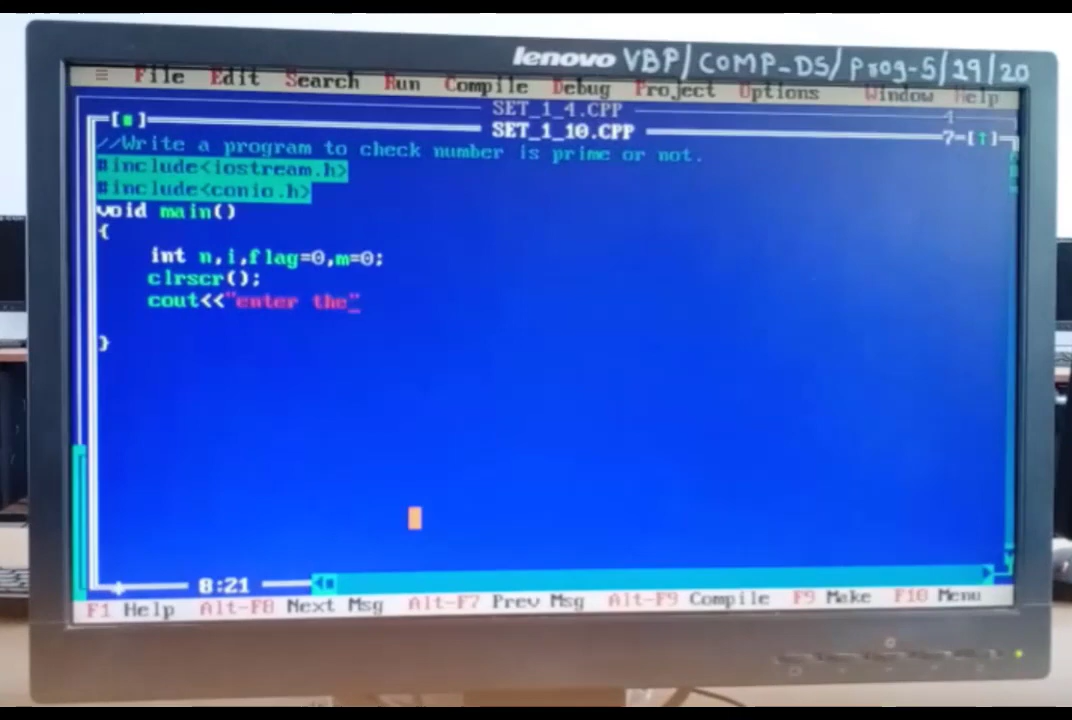 lenovo VBP/COMP-DS/Prog-5/29/20
≡ File Edit Search Run Compile Debug Project Options Window Help
SET_1_4.CPP 4
[■] SET_1_10.CPP 7=[↑]
//Write a program to check number is prime or not.
#include<iostream.h>
#include<conio.h>
void main()
{
int n,i,flag=0,m=0;
clrscr();
cout<<"enter the"_
}
8:21
F1 Help Alt-F8 Next Msg Alt-F7 Prev Msg Alt-F9 Compile F9 Make F10 Menu